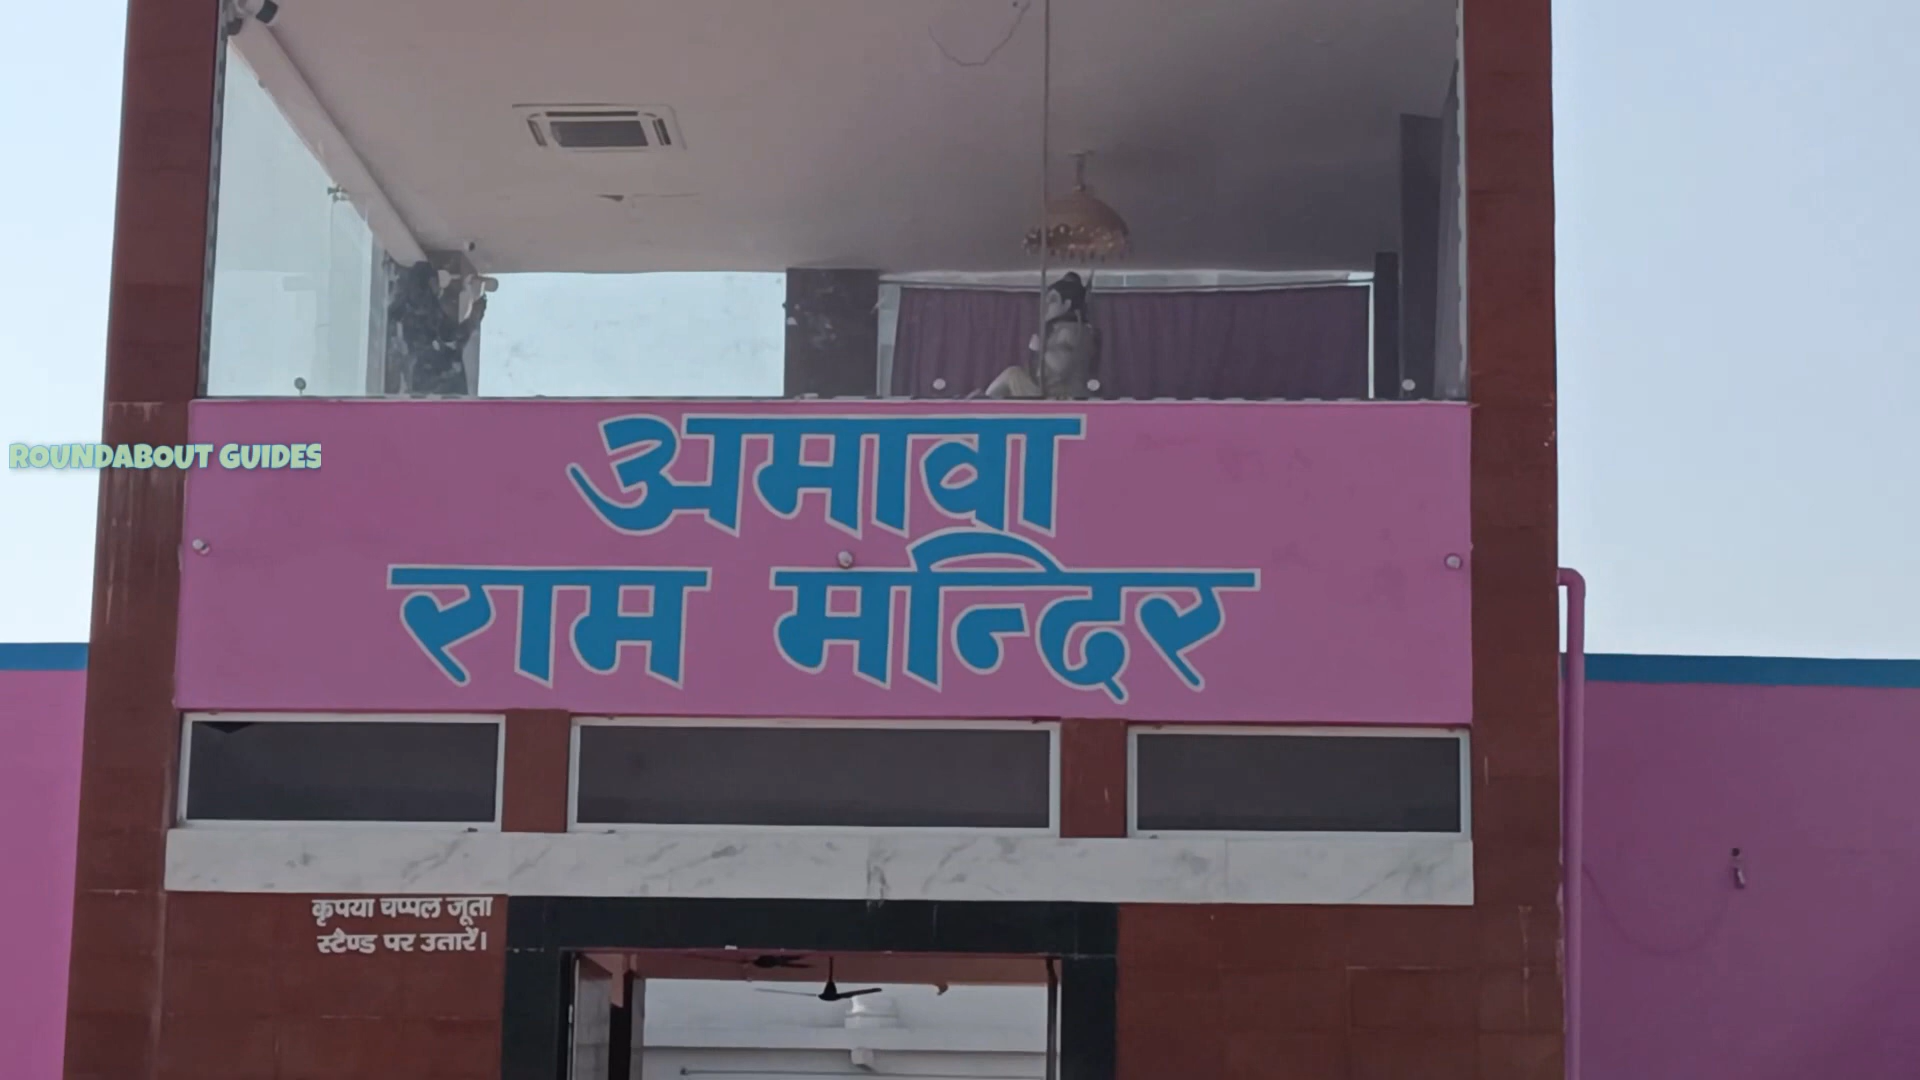 अमावा
राम मन्दिर
ROUNDABOUT GUIDES
कृपया चप्पल जूता
स्टैण्ड पर उतारें।